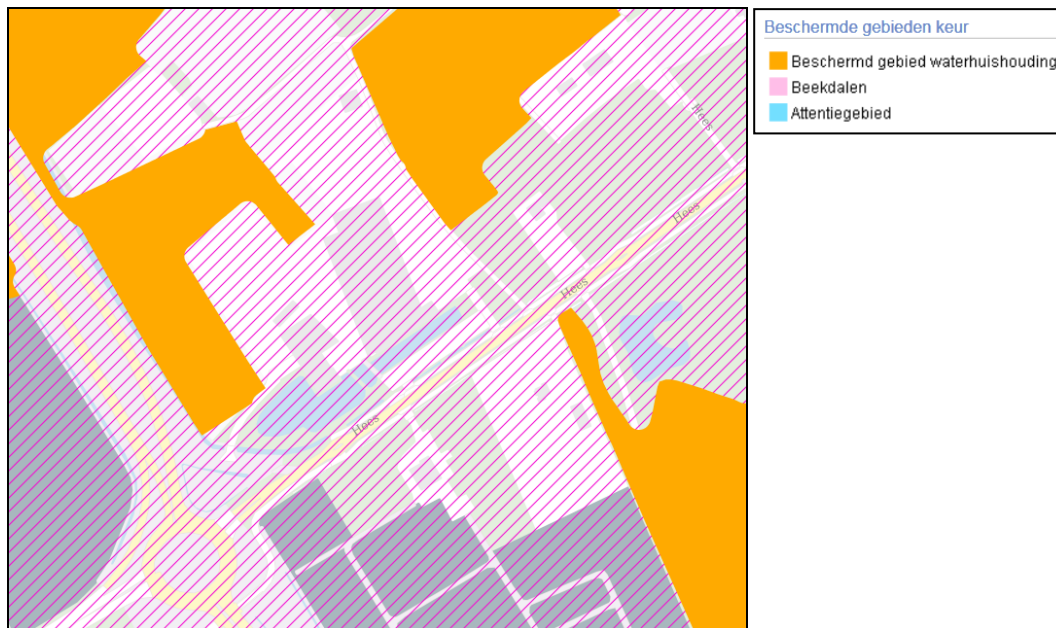 Beschermde gebieden keur
Beschermd gebied waterhuishouding
Beekdalen
Attentiegebied
Hees
Hees
Hees
Hees